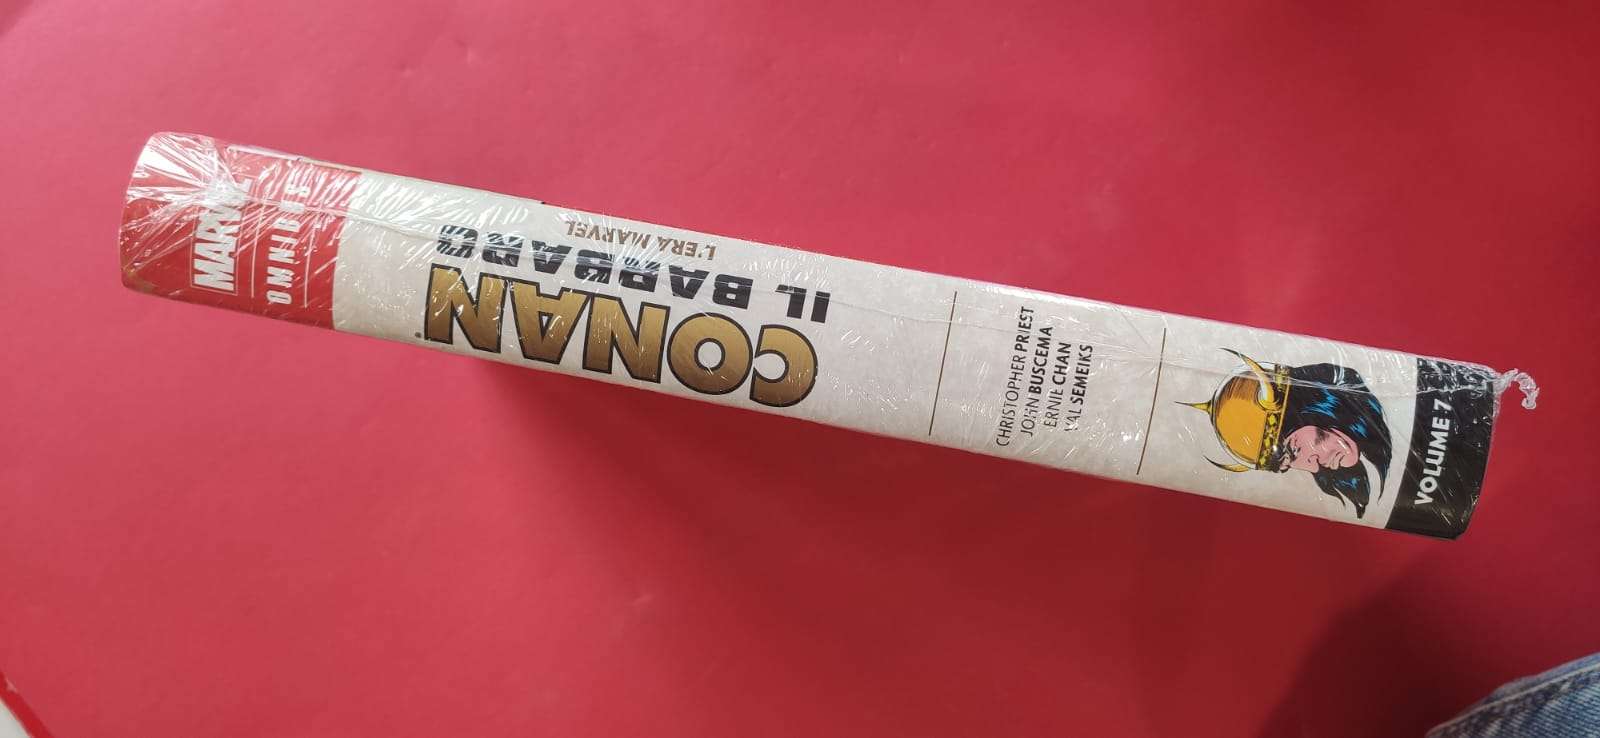 MARVEL
OMNIBUS
CONAN®
IL BARBARO
L'ERA MARVEL
CHRISTOPHER PRIEST
JOHN BUSCEMA
ERNIE CHAN
VAL SEMEIKS
VOLUME 7